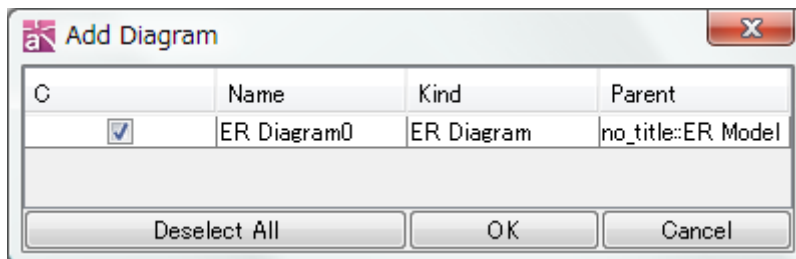 Add Diagram
C Name Kind Parent
ER Diagram0 ER Diagram no_title::ER Model
Deselect All OK Cancel